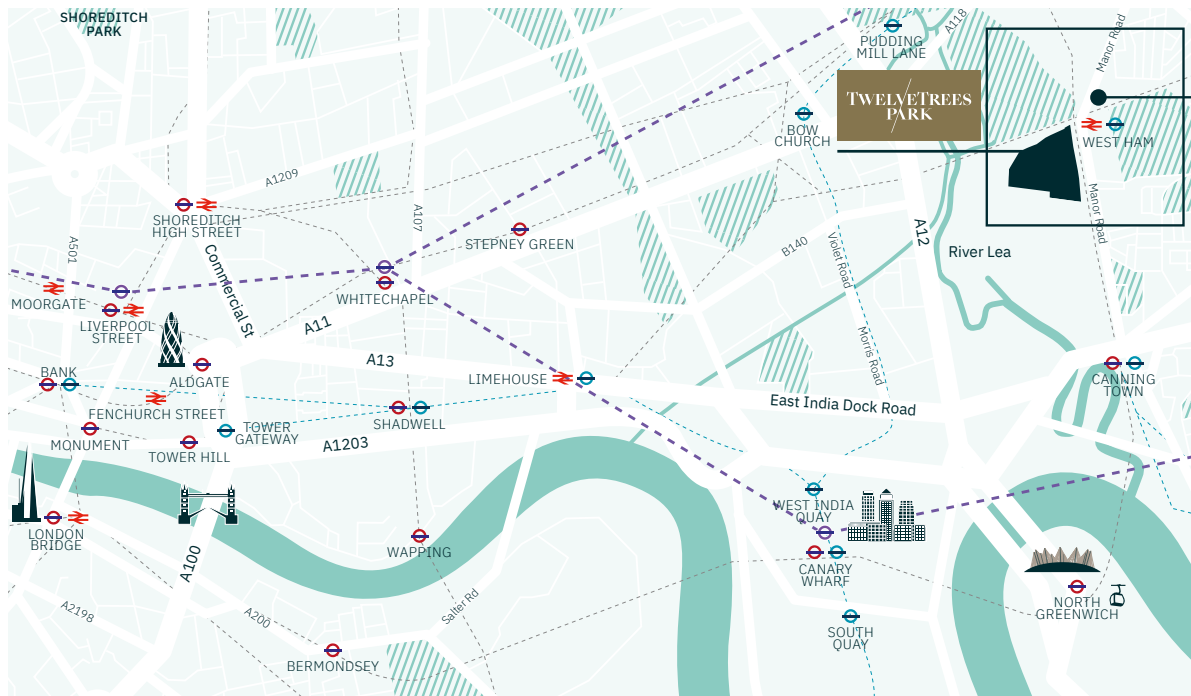 SHOREDITCH
PARK
PUDDING
MILL LANE
A118
Manor Road
TWELVETREES
PARK
BOW
CHURCH
WEST HAM
A1209
A107
SHOREDITCH
HIGH STREET
STEPNEY GREEN
Manor Road
A12
A501
Commercial St
B140
Violet Road
River Lea
MOORGATE
WHITECHAPEL
LIVERPOOL
STREET
A11
A13
Morris Road
BANK
ALDGATE
LIMEHOUSE
CANNING
TOWN
FENCHURCH STREET
East India Dock Road
MONUMENT
TOWER
GATEWAY
SHADWELL
TOWER HILL
A1203
WEST INDIA
QUAY
LONDON
BRIDGE
WAPPING
A100
CANARY
WHARF
A2198
A200
Salter Rd
NORTH
GREENWICH
SOUTH
QUAY
BERMONDSEY